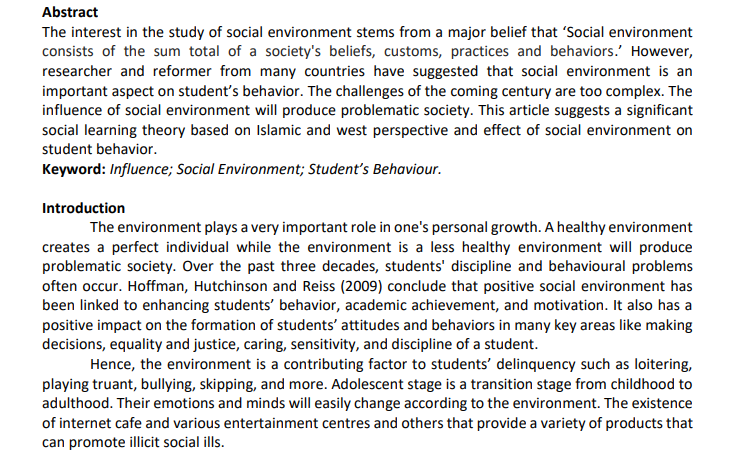 Abstract
The interest in the study of social environment stems from a major belief that ‘Social environment
consists of the sum total of a society's beliefs, customs, practices and behaviors.’ However,
researcher and reformer from many countries have suggested that social environment is an
important aspect on student’s behavior. The challenges of the coming century are too complex. The
influence of social environment will produce problematic society. This article suggests a significant
social learning theory based on Islamic and west perspective and effect of social environment on
student behavior.
Keyword: Influence; Social Environment; Student’s Behaviour.
Introduction
The environment plays a very important role in one's personal growth. A healthy environment
creates a perfect individual while the environment is a less healthy environment will produce
problematic society. Over the past three decades, students' discipline and behavioural problems
often occur. Hoffman, Hutchinson and Reiss (2009) conclude that positive social environment has
been linked to enhancing students’ behavior, academic achievement, and motivation. It also has a
positive impact on the formation of students’ attitudes and behaviors in many key areas like making
decisions, equality and justice, caring, sensitivity, and discipline of a student.
Hence, the environment is a contributing factor to students’ delinquency such as loitering,
playing truant, bullying, skipping, and more. Adolescent stage is a transition stage from childhood to
adulthood. Their emotions and minds will easily change according to the environment. The existence
of internet cafe and various entertainment centres and others that provide a variety of products that
can promote illicit social ills.